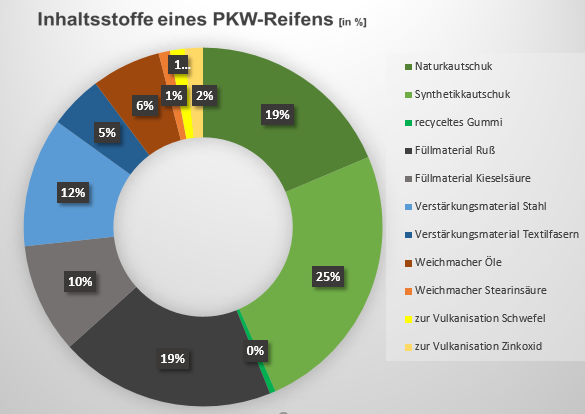 Inhaltsstoffe eines PKW-Reifens [in %]
1...
1%
2%
6%
19%
5%
12%
25%
10%
19%
0%
Naturkautschuk
Synthetikkautschuk
recyceltes Gummi
Füllmaterial Ruß
Füllmaterial Kieselsäure
Verstärkungsmaterial Stahl
Verstärkungsmaterial Textilfasern
Weichmacher Öle
Weichmacher Stearinsäure
zur Vulkanisation Schwefel
zur Vulkanisation Zinkoxid